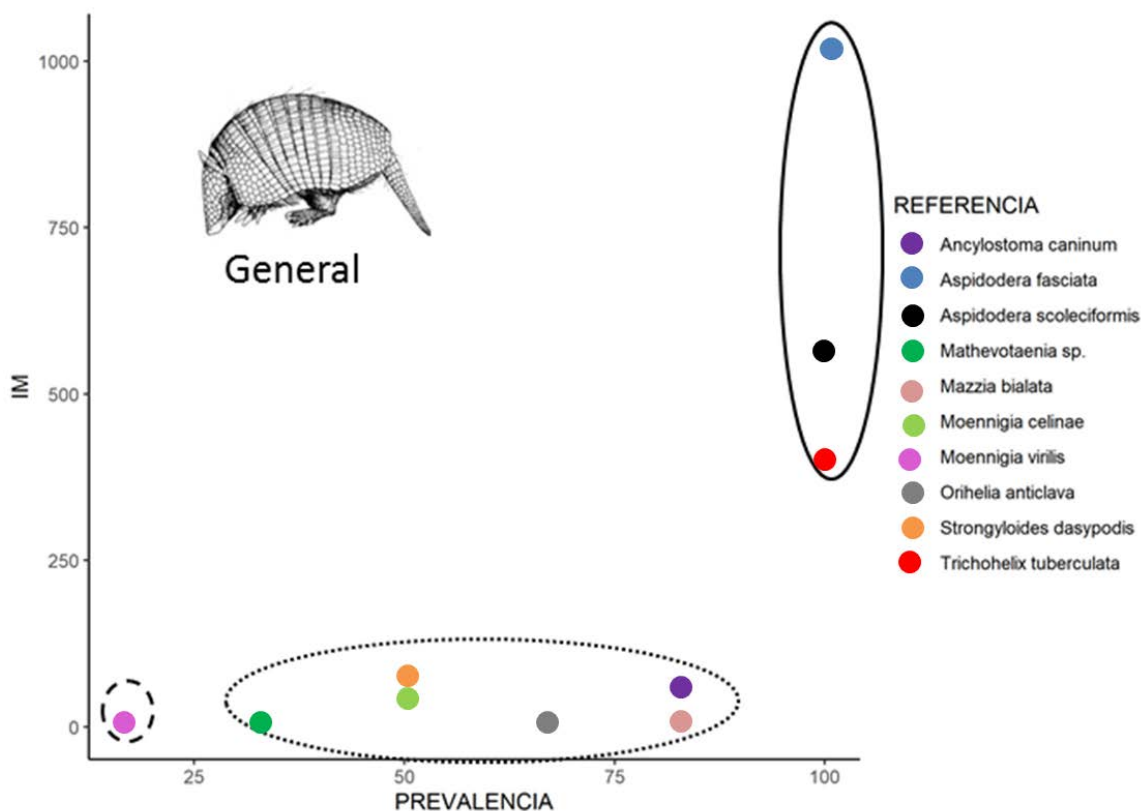 1000
750
500
250
0
IM
General
25
50
75
100
PREVALENCIA
REFERENCIA
Ancylostoma caninum
Aspidodera fasciata
Aspidodera scoleciformis
Mathevotaenia sp.
Mazzia bialata
Moennigia celinae
Moennigia virilis
Orihelia anticlava
Strongyloides dasypodis
Trichohelix tuberculata